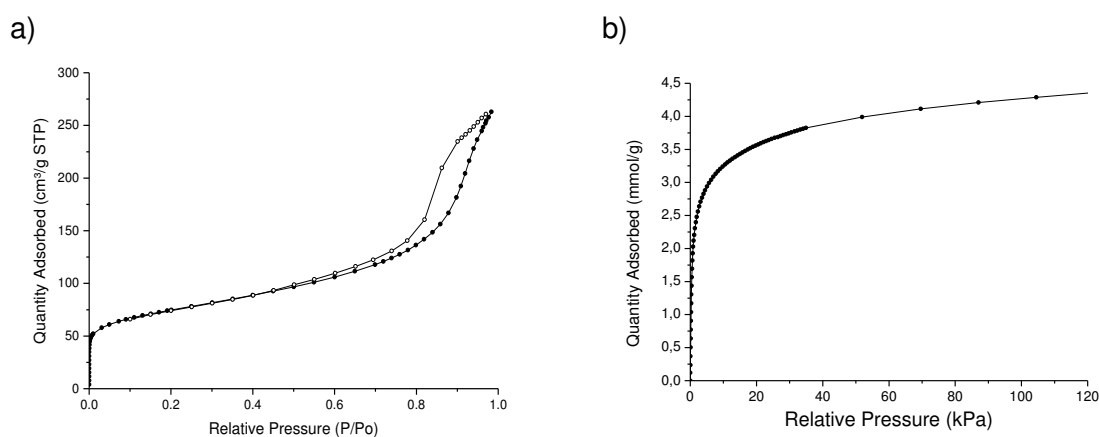 a)
b)
300
250
200
150
100
50
0
Quantity Adsorbed (cm³/g STP)
0.0 0.2 0.4 0.6 0.8 1.0
Relative Pressure (P/Po)
4,5
4,0
3,5
3,0
2,5
2,0
1,5
1,0
0,5
0,0
Quantity Adsorbed (mmol/g)
0 20 40 60 80 100 120
Relative Pressure (kPa)